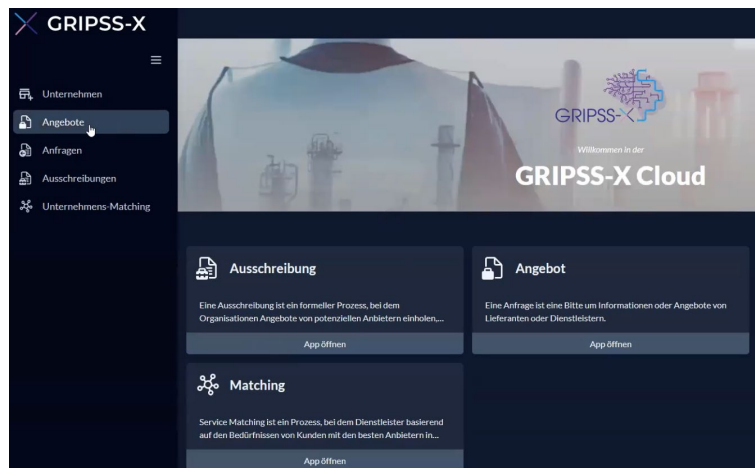 GRIPSS-X
Unternehmen
Angebote
Anfragen
Ausschreibungen
Unternehmens-Matching
GRIPSS-X
Willkommen in der
GRIPSS-X Cloud
Ausschreibung
Eine Ausschreibung ist ein formeller Prozess, bei dem
Organisationen Angebote von potenziellen Anbietern einholen,...
App öffnen
Angebot
Eine Anfrage ist eine Bitte um Informationen oder Angebote von
Lieferanten oder Dienstleistern.
App öffnen
Matching
Service Matching ist ein Prozess, bei dem Dienstleister basierend
auf den Bedürfnissen von Kunden mit den besten Anbietern in...
App öffnen